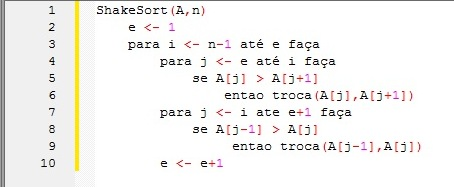 1 ShakeSort(A,n)
2 e <- 1
3 para i <- n-1 até e faça
4 para j <- e até i faça
5 se A[j] > A[j+1]
6 entao troca(A[j],A[j+1])
7 para j <- i ate e+1 faça
8 se A[j-1] > A[j]
9 entao troca(A[j-1],A[j])
10 e <- e+1